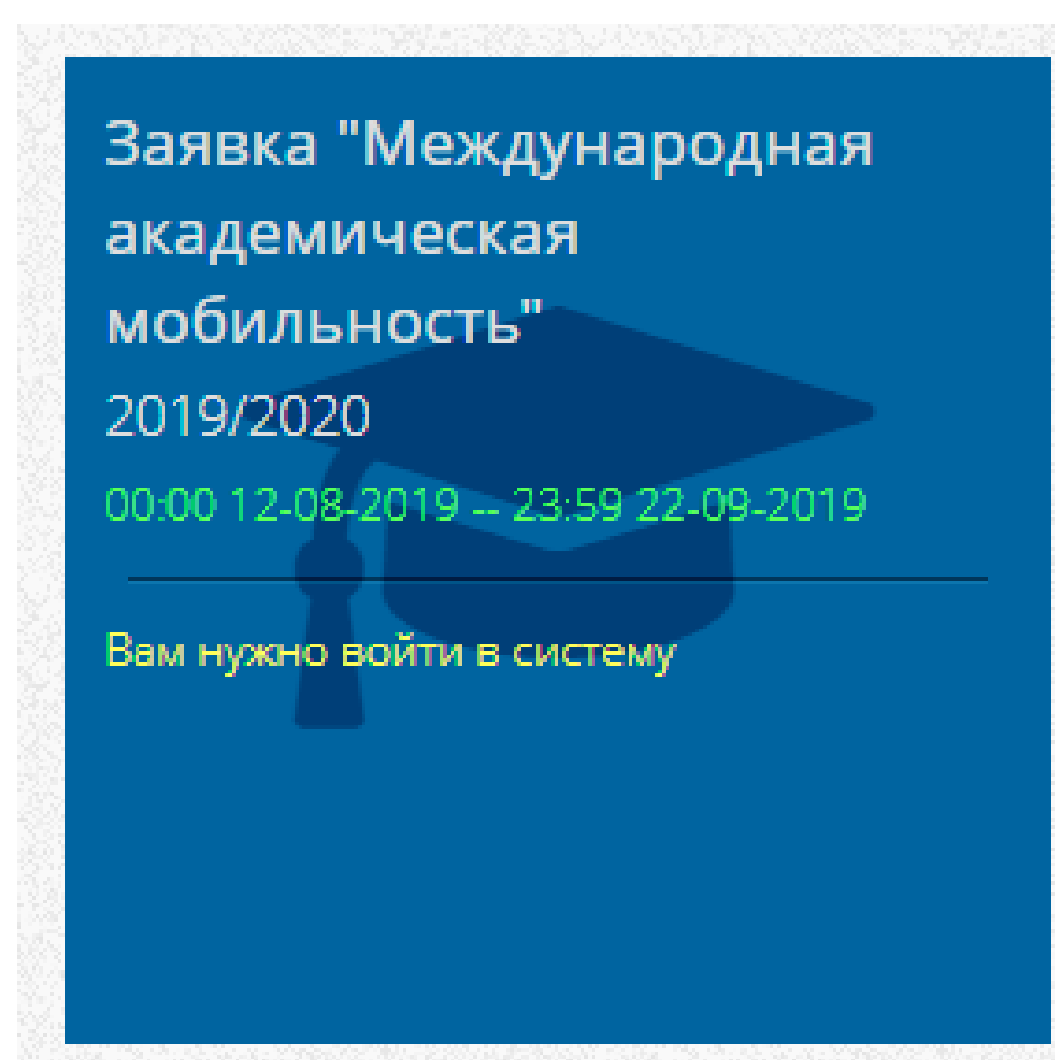 Заявка "Международная
академическая
мобильность"
2019/2020
00:00 12-08-2019 -- 23:59 22-09-2019
Вам нужно войти в систему